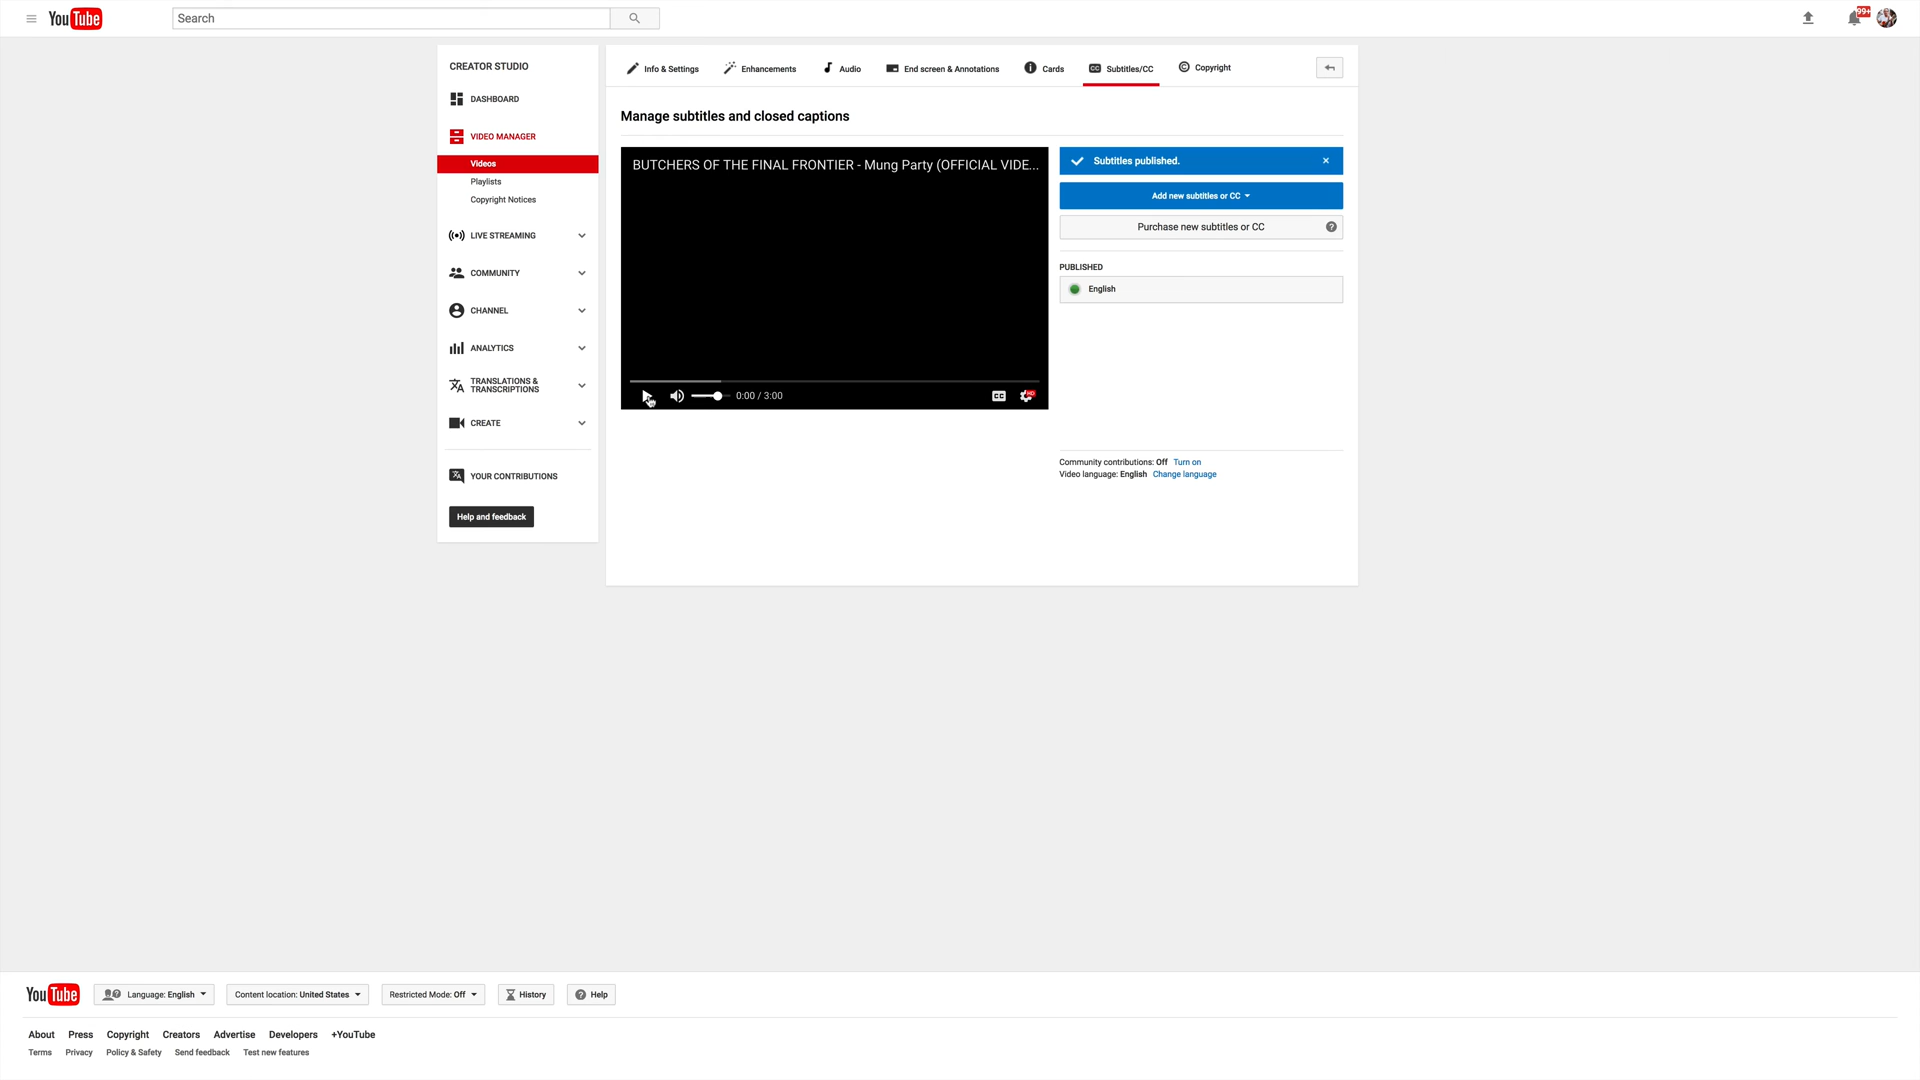 YouTube
Search
99+
CREATOR STUDIO
DASHBOARD
VIDEO MANAGER
Videos
Playlists
Copyright Notices
LIVE STREAMING
COMMUNITY
CHANNEL
ANALYTICS
TRANSLATIONS &
TRANSCRIPTIONS
CREATE
YOUR CONTRIBUTIONS
Help and feedback
Info & Settings
Enhancements
Audio
End screen & Annotations
Cards
CC Subtitles/CC
Copyright
Manage subtitles and closed captions
BUTCHERS OF THE FINAL FRONTIER - Mung Party (OFFICIAL VIDE...
0:00 / 3:00
CC
HD
Subtitles published.
Add new subtitles or CC
Purchase new subtitles or CC
PUBLISHED
English
Community contributions: Off Turn on
Video language: English Change language
YouTube
Language: English
Content location: United States
Restricted Mode: Off
History
Help
About Press Copyright Creators Advertise Developers +YouTube
Terms Privacy Policy & Safety Send feedback Test new features